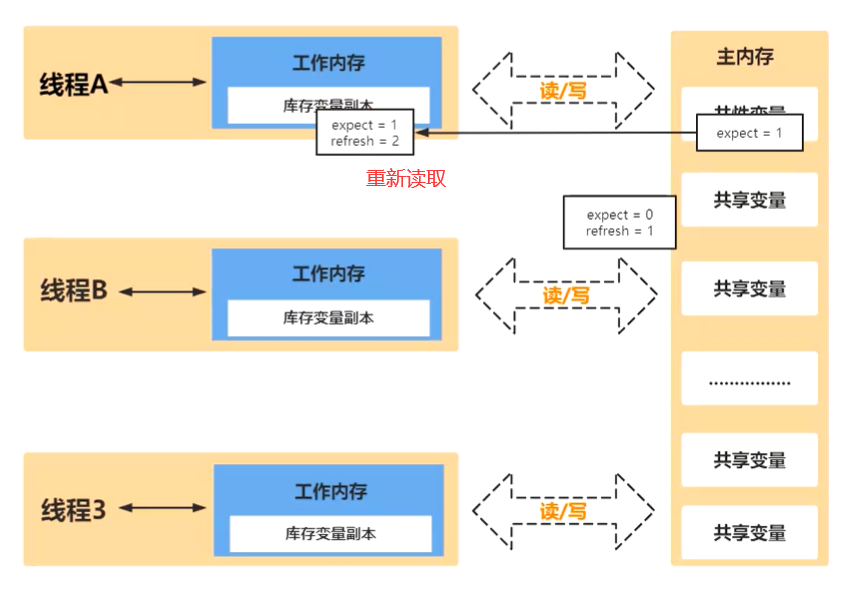 线程A
工作内存
库存变量副本
expect = 1
refresh = 2
重新读取
读/写
主内存
expect = 1
共享变量
expect = 0
refresh = 1
线程B
工作内存
库存变量副本
读/写
共享变量
................
线程3
工作内存
库存变量副本
读/写
共享变量
共享变量